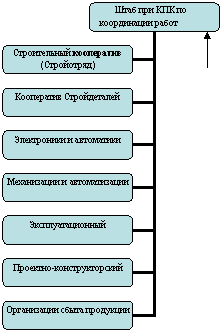 Штаб при КПК по
координации работ
Строительный кооператив
(Стройотряд)
Кооператив Стройдеталей
Электроники и автоматики
Механизации и автоматизации
Эксплуатационный
Проектно-конструкторский
Организации сбыта продукции